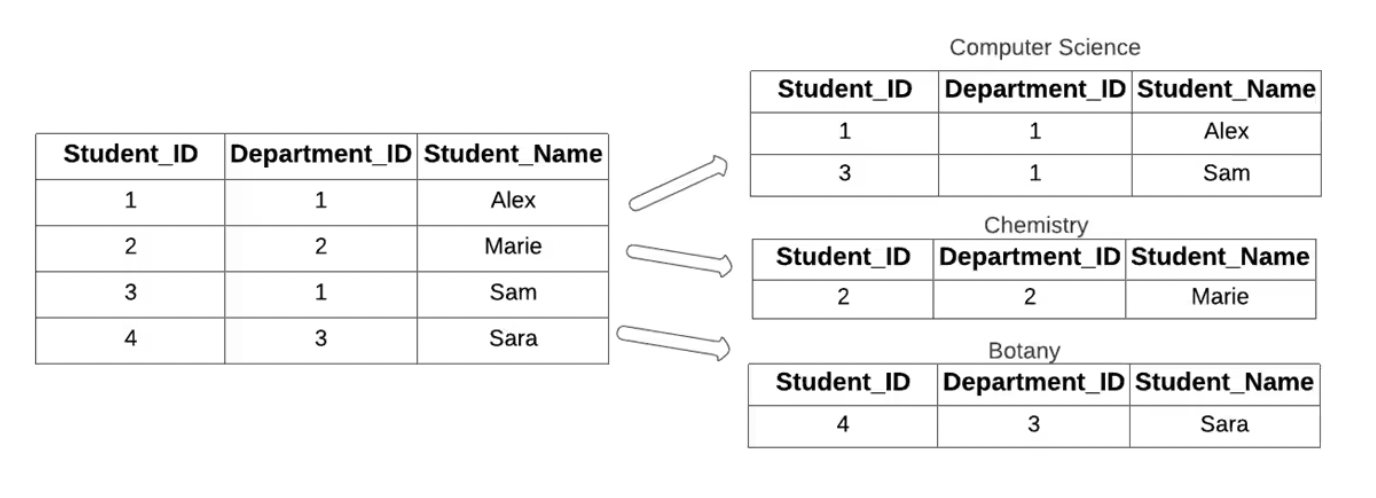 Student_ID Department_ID Student_Name
1 1 Alex
2 2 Marie
3 1 Sam
4 3 Sara
Computer Science
Student_ID Department_ID Student_Name
1 1 Alex
3 1 Sam
Chemistry
Student_ID Department_ID Student_Name
2 2 Marie
Botany
Student_ID Department_ID Student_Name
4 3 Sara